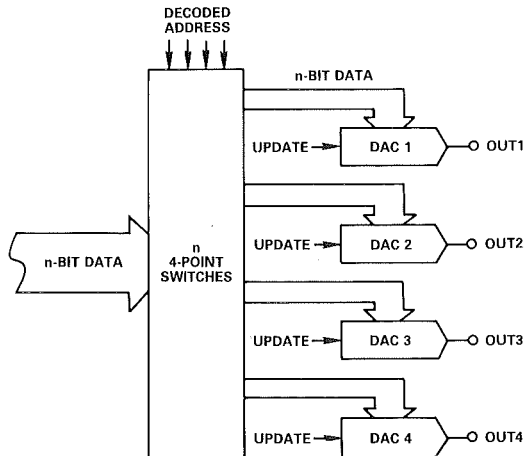 DECODED
ADDRESS
n-BIT DATA
UPDATE
DAC 1
OUT1
UPDATE
DAC 2
OUT2
n-BIT DATA
n
4-POINT
SWITCHES
UPDATE
DAC 3
OUT3
UPDATE
DAC 4
OUT4